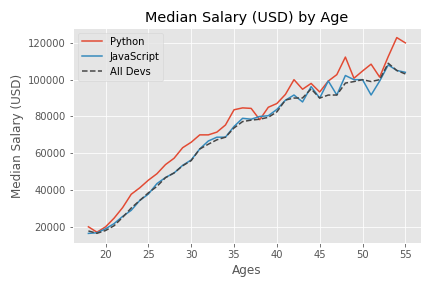 Median Salary (USD) by Age
Python
JavaScript
All Devs
Median Salary (USD)
120000
100000
80000
60000
40000
20000
20 25 30 35 40 45 50 55
Ages